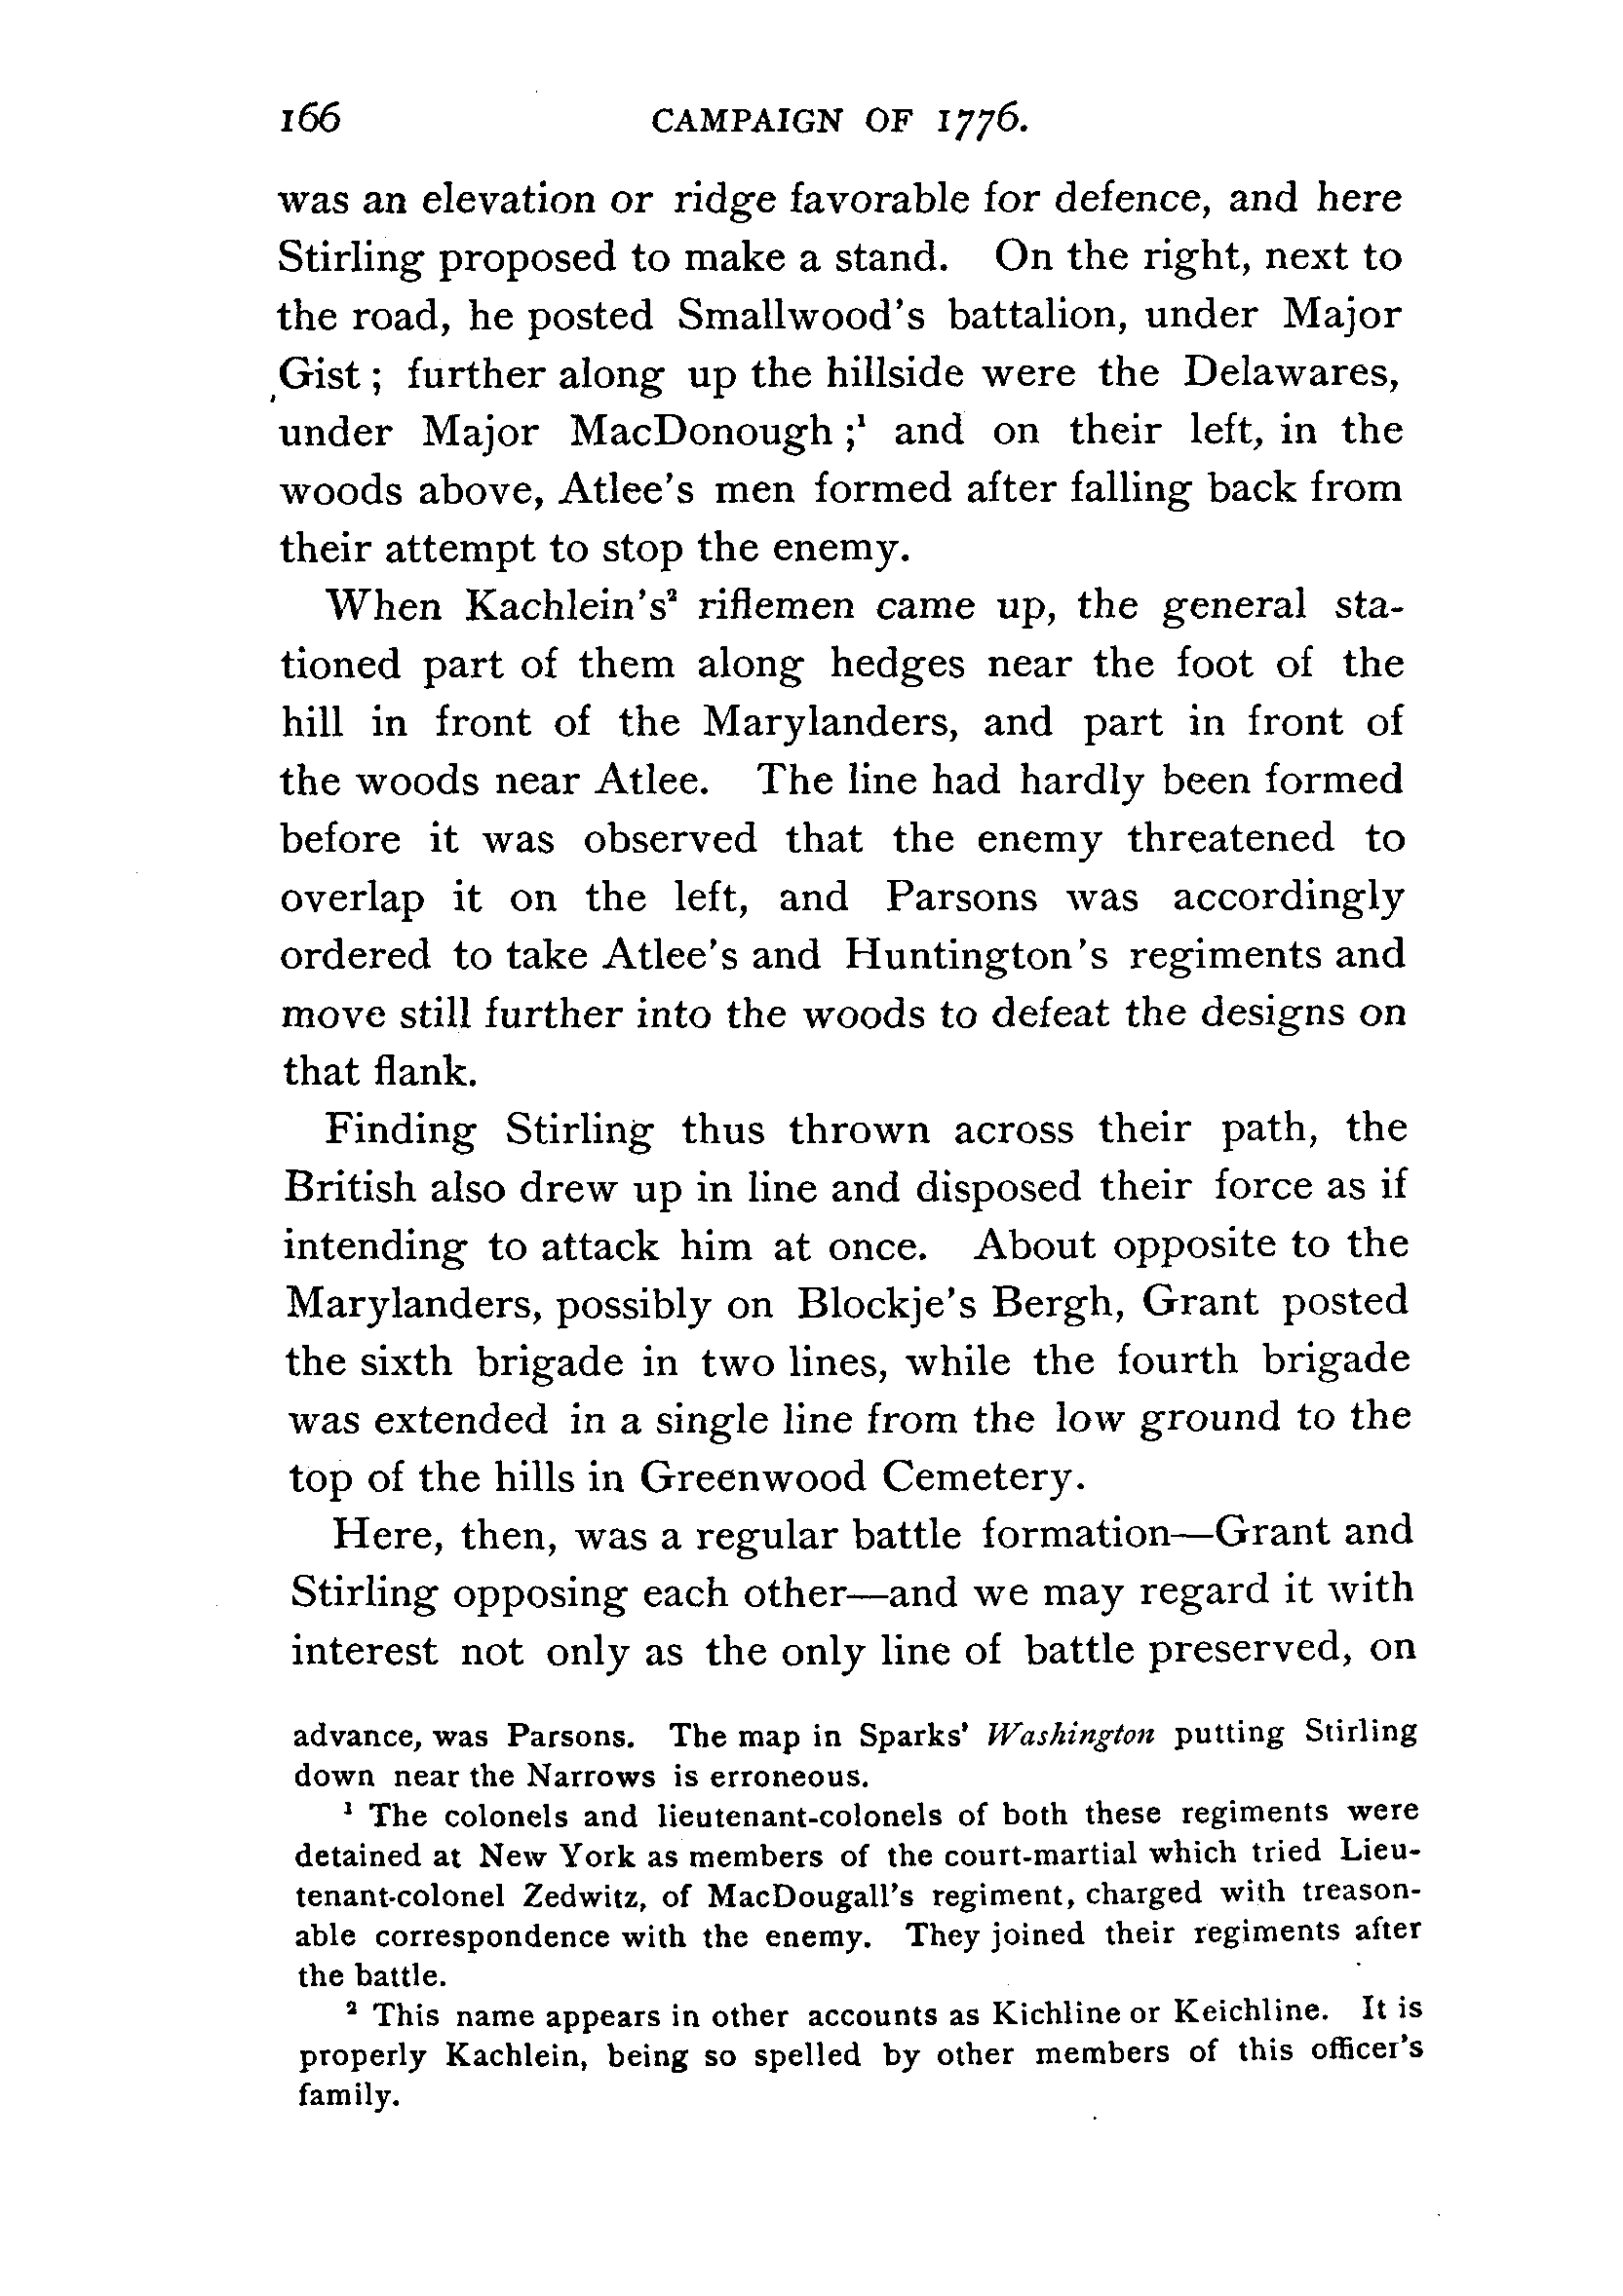 166 CAMPAIGN OF 1776.
was an elevation or ridge favorable for defence, and here
Stirling proposed to make a stand. On the right, next to
the road, he posted Smallwood's battalion, under Major
Gist; further along up the hillside were the Delawares,
under Major MacDonough;¹ and on their left, in the
woods above, Atlee's men formed after falling back from
their attempt to stop the enemy.
When Kachlein's² riflemen came up, the general sta-
tioned part of them along hedges near the foot of the
hill in front of the Marylanders, and part in front of
the woods near Atlee. The line had hardly been formed
before it was observed that the enemy threatened to
overlap it on the left, and Parsons was accordingly
ordered to take Atlee's and Huntington's regiments and
move still further into the woods to defeat the designs on
that flank.
Finding Stirling thus thrown across their path, the
British also drew up in line and disposed their force as if
intending to attack him at once. About opposite to the
Marylanders, possibly on Blockje's Bergh, Grant posted
the sixth brigade in two lines, while the fourth brigade
was extended in a single line from the low ground to the
top of the hills in Greenwood Cemetery.
Here, then, was a regular battle formation—Grant and
Stirling opposing each other—and we may regard it with
interest not only as the only line of battle preserved, on
advance, was Parsons. The map in Sparks' Washington putting Stirling
down near the Narrows is erroneous.
¹ The colonels and lieutenant-colonels of both these regiments were
detained at New York as members of the court-martial which tried Lieu-
tenant-colonel Zedwitz, of MacDougall's regiment, charged with treason-
able correspondence with the enemy. They joined their regiments after
the battle.
² This name appears in other accounts as Kichline or Keichline. It is
properly Kachlein, being so spelled by other members of this officer's
family.